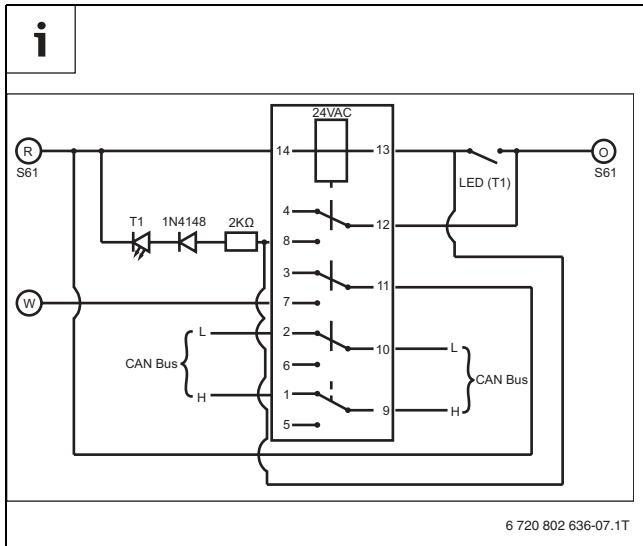 i
24VAC
R
14
13
O
S61
LED (T1)
S61
T1
1N4148
2KΩ
4
12
8
3
11
W
7
L
2
10
L
CAN Bus
6
CAN Bus
H
1
9
H
5
6 720 802 636-07.1T